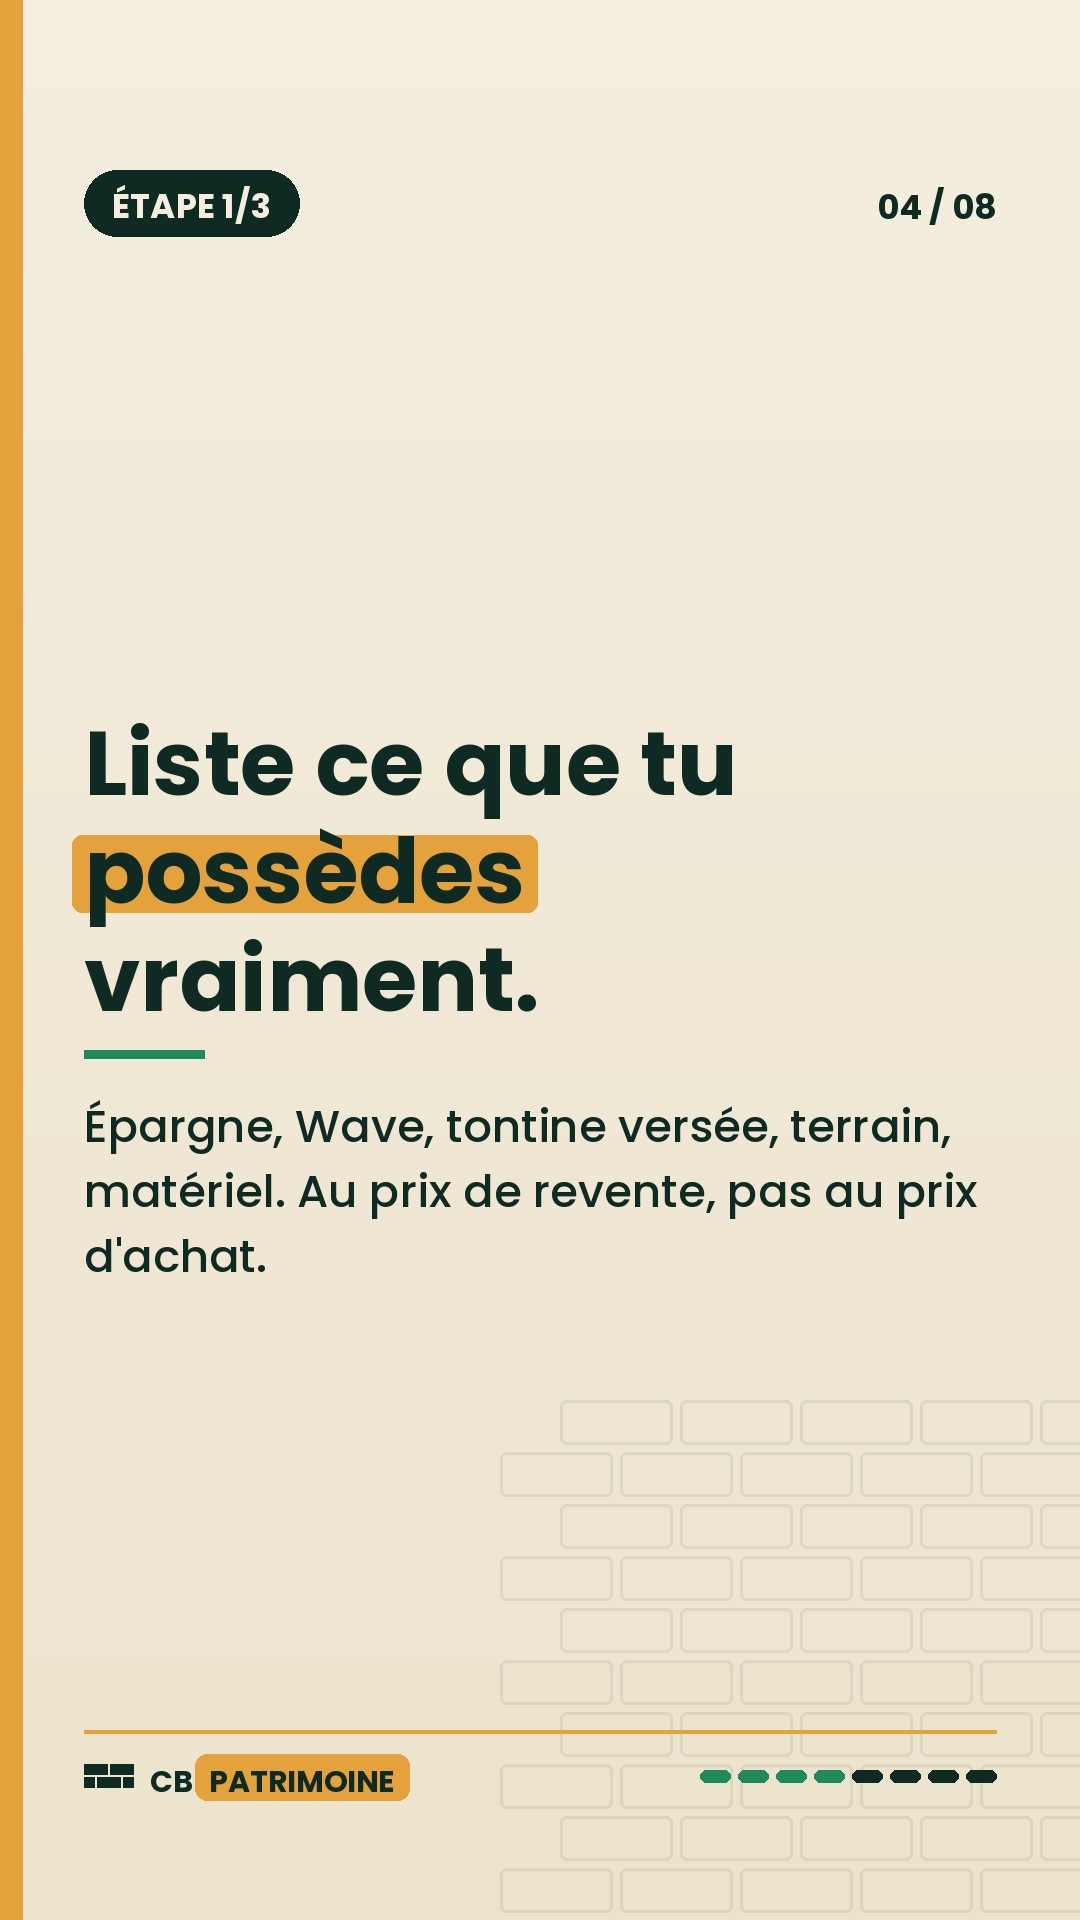 ÉTAPE 1/3
04 / 08
Liste ce que tu
possèdes
vraiment.
Épargne, Wave, tontine versée, terrain,
matériel. Au prix de revente, pas au prix
d'achat.
CB PATRIMOINE